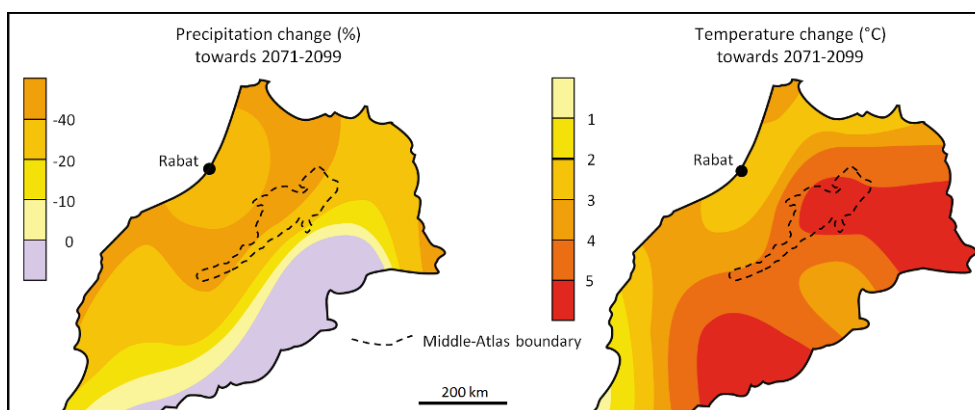 Precipitation change (%)
towards 2071-2099
-40
-20
-10
0
Rabat
Middle-Atlas boundary
200 km
Temperature change (°C)
towards 2071-2099
1
2
3
4
5
Rabat